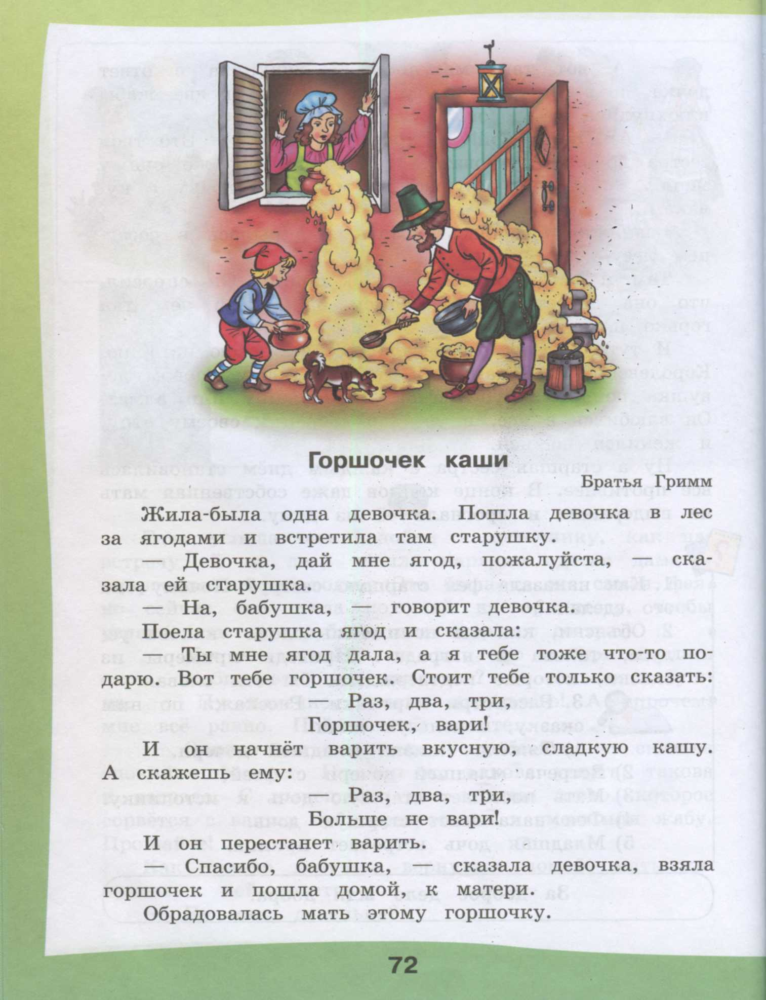 Горшочек каши
Братья Гримм
Жила-была одна девочка. Пошла девочка в лес
за ягодами и встретила там старушку.
— Девочка, дай мне ягод, пожалуйста, — ска-
зала ей старушка.
— На, бабушка, — говорит девочка.
Поела старушка ягод и сказала:
— Ты мне ягод дала, а я тебе тоже что-то по-
дарю. Вот тебе горшочек. Стоит тебе только сказать:
— Раз, два, три,
Горшочек, вари!
И он начнёт варить вкусную, сладкую кашу.
А скажешь ему:
— Раз, два, три,
Больше не вари!
И он перестанет варить.
— Спасибо, бабушка, — сказала девочка, взяла
горшочек и пошла домой, к матери.
Обрадовалась мать этому горшочку.
72